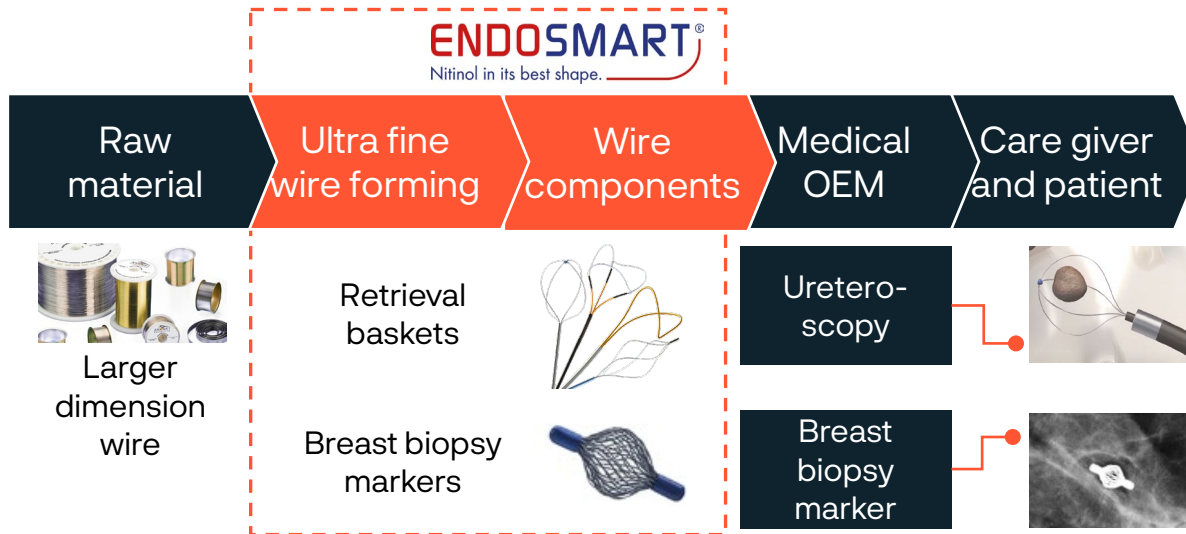 ENDOSMART®
Nitinol in its best shape.
Raw
material
Ultra fine
wire forming
Wire
components
Medical
OEM
Care giver
and patient
Larger
dimension
wire
Retrieval
baskets
Breast biopsy
markers
Uretero-
scopy
Breast
biopsy
marker